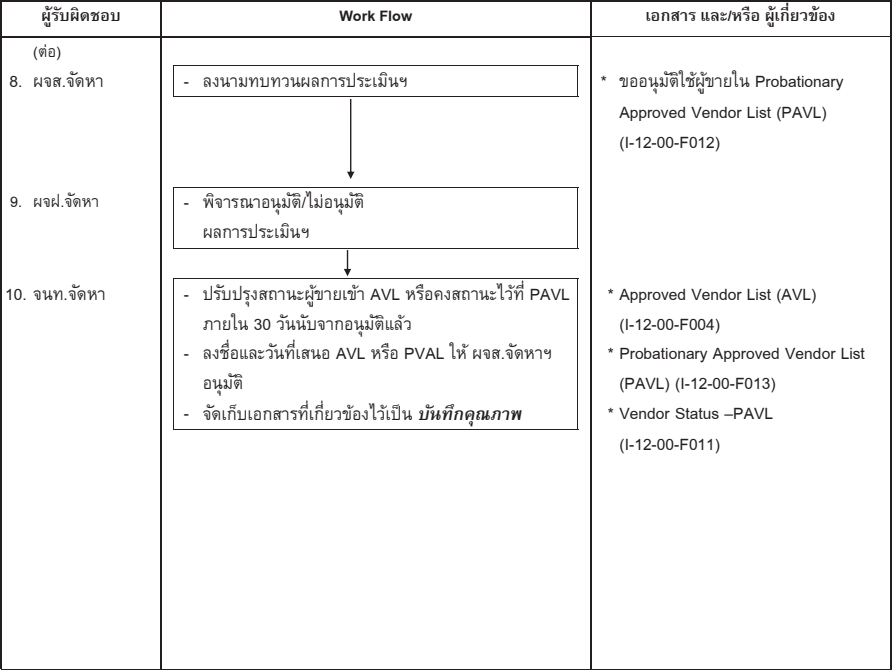 ผู้รับผิดชอบ
Work Flow
เอกสาร และ/หรือ ผู้เกี่ยวข้อง
(ต่อ)
8. ผจส.จัดหา
- ลงนามทบทวนผลการประเมินฯ
* ขออนุมัติใช้ผู้ขายใน Probationary
Approved Vendor List (PAVL)
(I-12-00-F012)
9. ผจฝ.จัดหา
- พิจารณาอนุมัติ/ไม่อนุมัติ
ผลการประเมินฯ
10. จนท.จัดหา
- ปรับปรุงสถานะผู้ขายเข้า AVL หรือคงสถานะไว้ที่ PAVL
ภายใน 30 วันนับจากอนุมัติแล้ว
- ลงชื่อและวันที่เสนอ AVL หรือ PVAL ให้ ผจส.จัดหาฯ
อนุมัติ
- จัดเก็บเอกสารที่เกี่ยวข้องไว้เป็น บันทึกคุณภาพ
* Approved Vendor List (AVL)
(I-12-00-F004)
* Probationary Approved Vendor List
(PAVL) (I-12-00-F013)
* Vendor Status –PAVL
(I-12-00-F011)